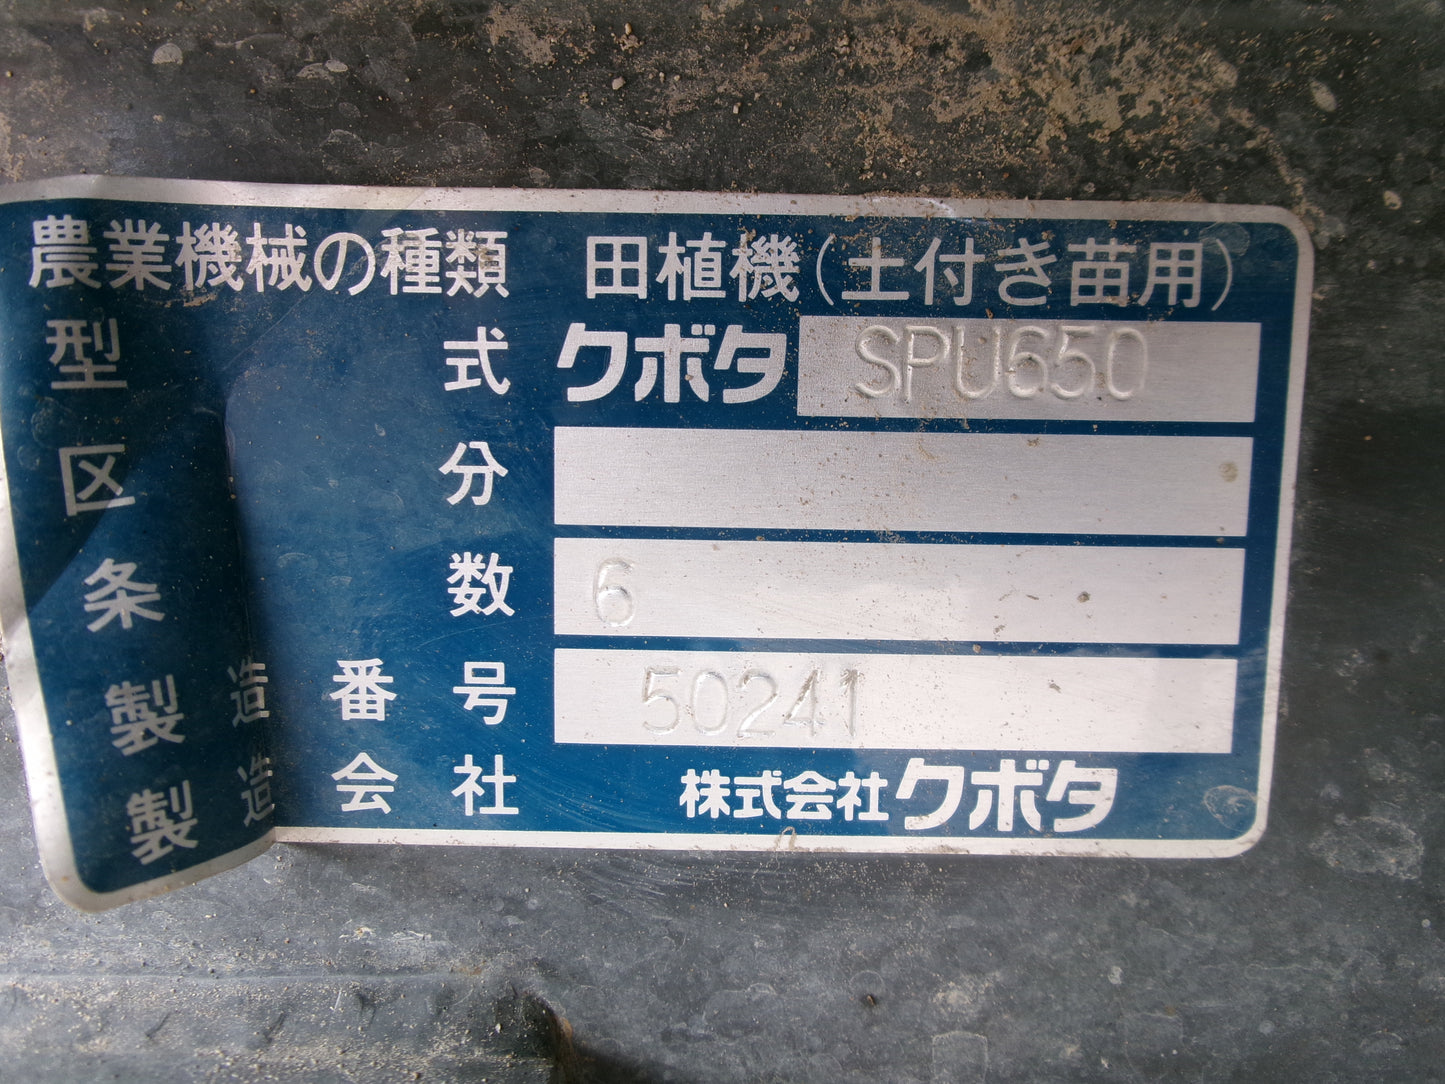 農業機械の種類 田植機(土付き苗用)
型式 クボタ SPU650
区分
条数 6
製造番号 50241
製造会社 株式会社クボタ